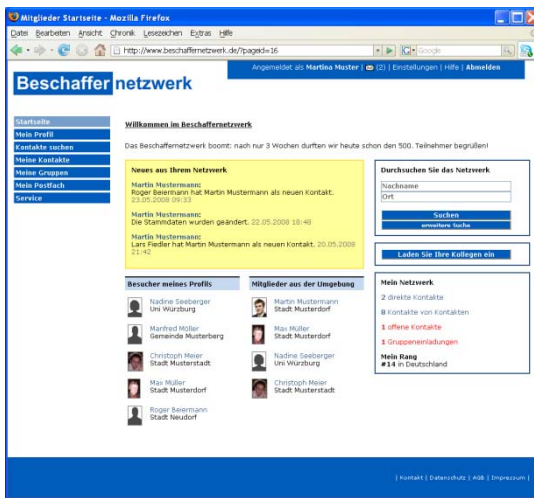 Mitglieder Startseite - Mozilla Firefox
Datei Bearbeiten Ansicht Chronik Lesezeichen Extras Hilfe
http://www.beschaffernetzwerk.de/?pageid=16
Google
Angemeldet als Martina Muster | (2) | Einstellungen | Hilfe | Abmelden
Beschaffer netzwerk
Startseite
Mein Profil
Kontakte suchen
Meine Kontakte
Meine Gruppen
Mein Postfach
Service
Willkommen im Beschaffernetzwerk
Das Beschaffernetzwerk boomt: nach nur 3 Wochen durften wir heute schon den 500. Teilnehmer begrüßen!
Neues aus Ihrem Netzwerk
Martin Mustermann:
Roger Beiermann hat Martin Mustermann als neuen Kontakt.
23.05.2008 09:33
Martin Mustermann:
Die Stammdaten wurden geändert. 22.05.2008 18:48
Martin Mustermann:
Lars Fiedler hat Martin Mustermann als neuen Kontakt. 20.05.2008
21:42
Besucher meines Profils
Nadine Seeberger
Uni Würzburg
Manfred Möller
Gemeinde Musterberg
Christoph Meier
Stadt Musterstadt
Max Müller
Stadt Musterdorf
Roger Beiermann
Stadt Neudorf
Mitglieder aus der Umgebung
Martin Mustermann
Stadt Musterdorf
Max Müller
Stadt Musterdorf
Nadine Seeberger
Uni Würzburg
Christoph Meier
Stadt Musterstadt
Durchsuchen Sie das Netzwerk
Nachname
Ort
Suchen
erweiterte Suche
Laden Sie Ihre Kollegen ein
Mein Netzwerk
2 direkte Kontakte
8 Kontakte von Kontakten
1 offene Kontakte
1 Gruppeneinladungen
Mein Rang
#14 in Deutschland
| Kontakt | Datenschutz | AGB | Impressum |